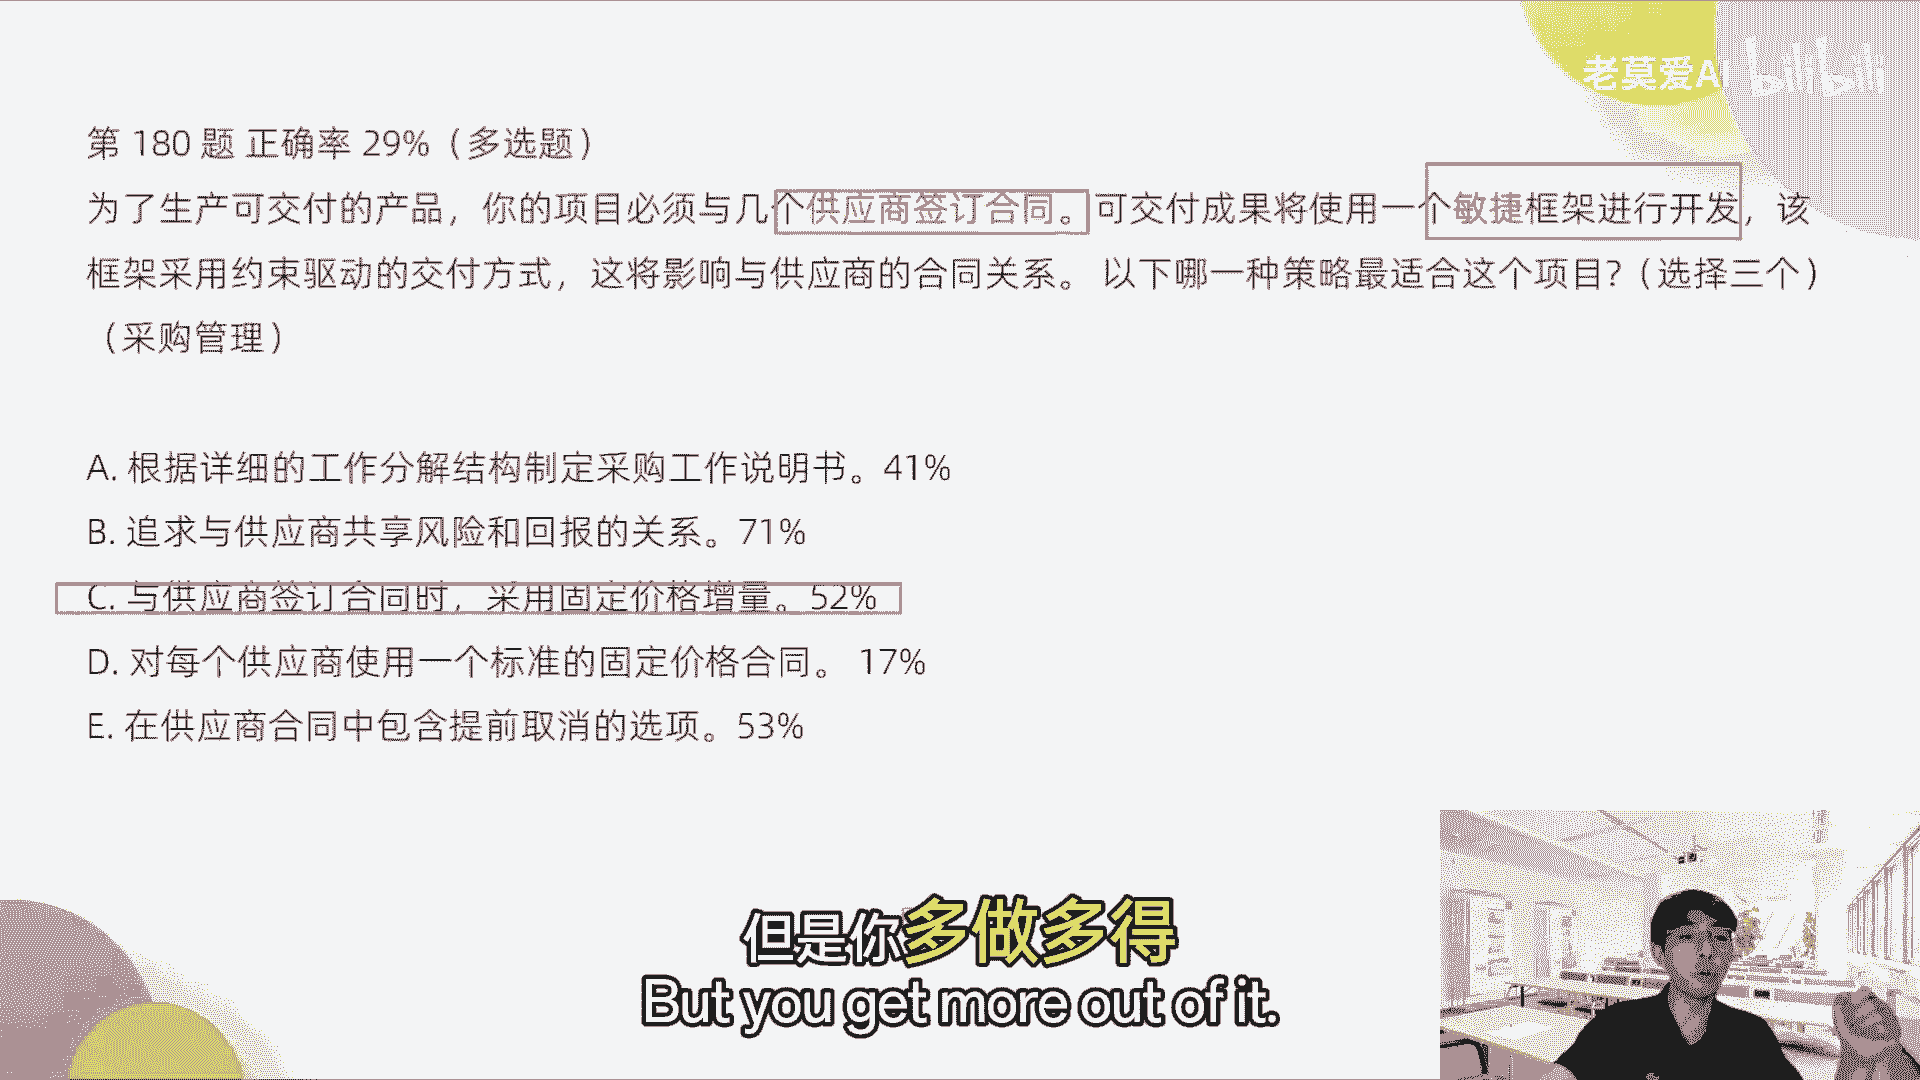 老莫爱AI bilibili
第 180 题 正确率 29%（多选题）
为了生产可交付的产品，你的项目必须与几个供应商签订合同。可交付成果将使用一个敏捷框架进行开发，该
框架采用约束驱动的交付方式，这将影响与供应商的合同关系。 以下哪一种策略最适合这个项目?（选择三个）
（采购管理）
A. 根据详细的工作分解结构制定采购工作说明书。41%
B. 追求与供应商共享风险和回报的关系。71%
C. 与供应商签订合同时，采用固定价格增量。52%
D. 对每个供应商使用一个标准的固定价格合同。 17%
E. 在供应商合同中包含提前取消的选项。53%
但是你多做多得
But you get more out of it.